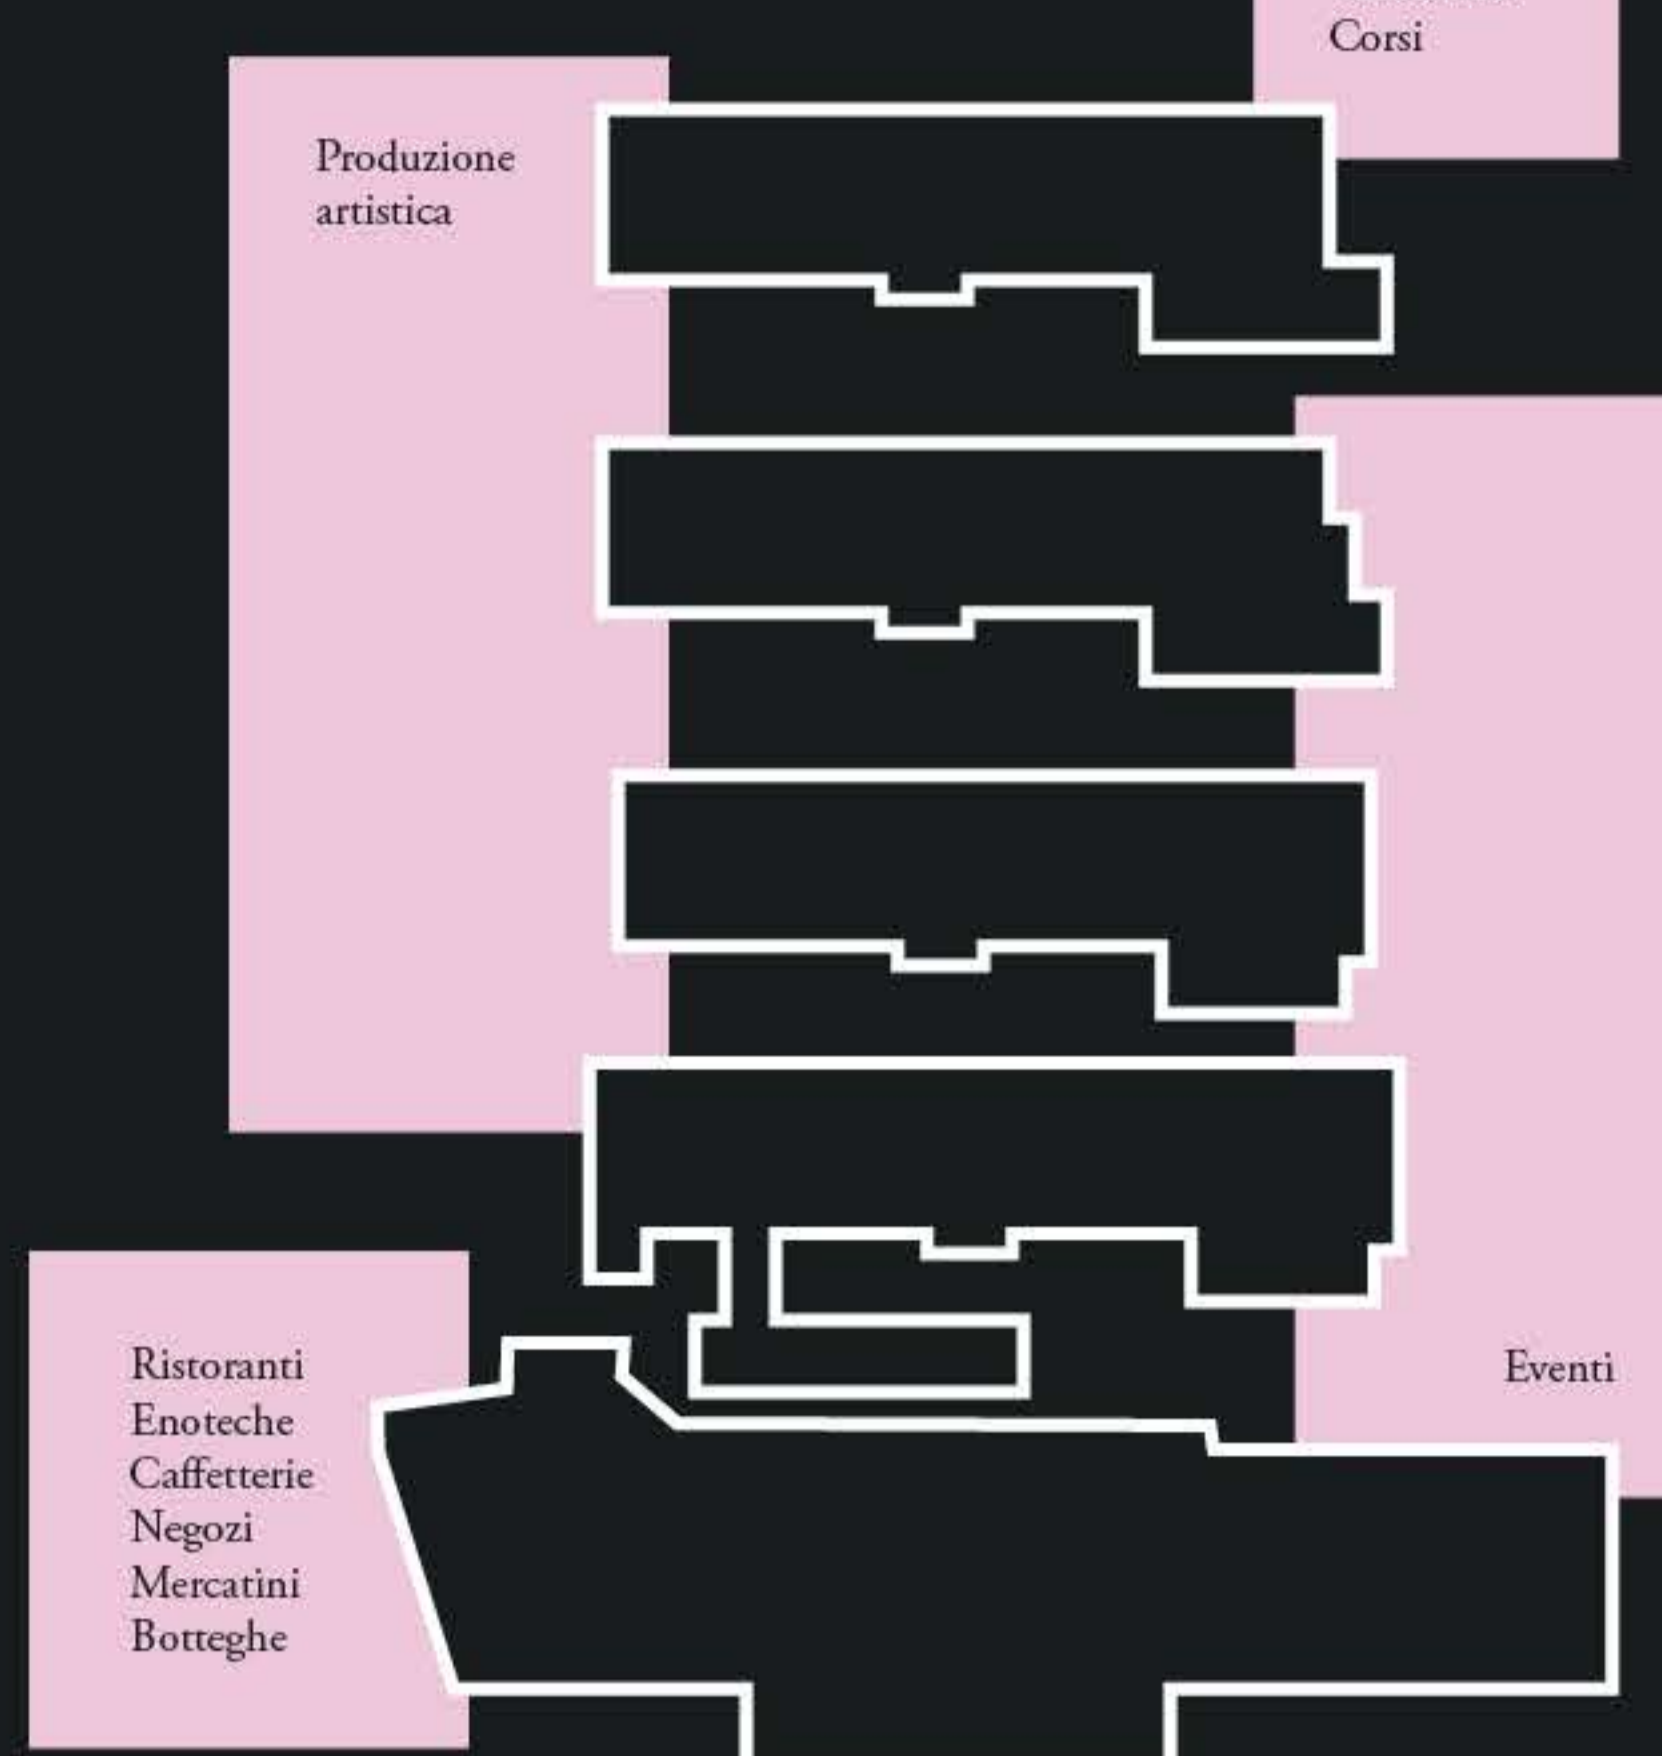 Corsi
Produzione
artistica
Eventi
Ristoranti
Enoteche
Caffetterie
Negozi
Mercatini
Botteghe